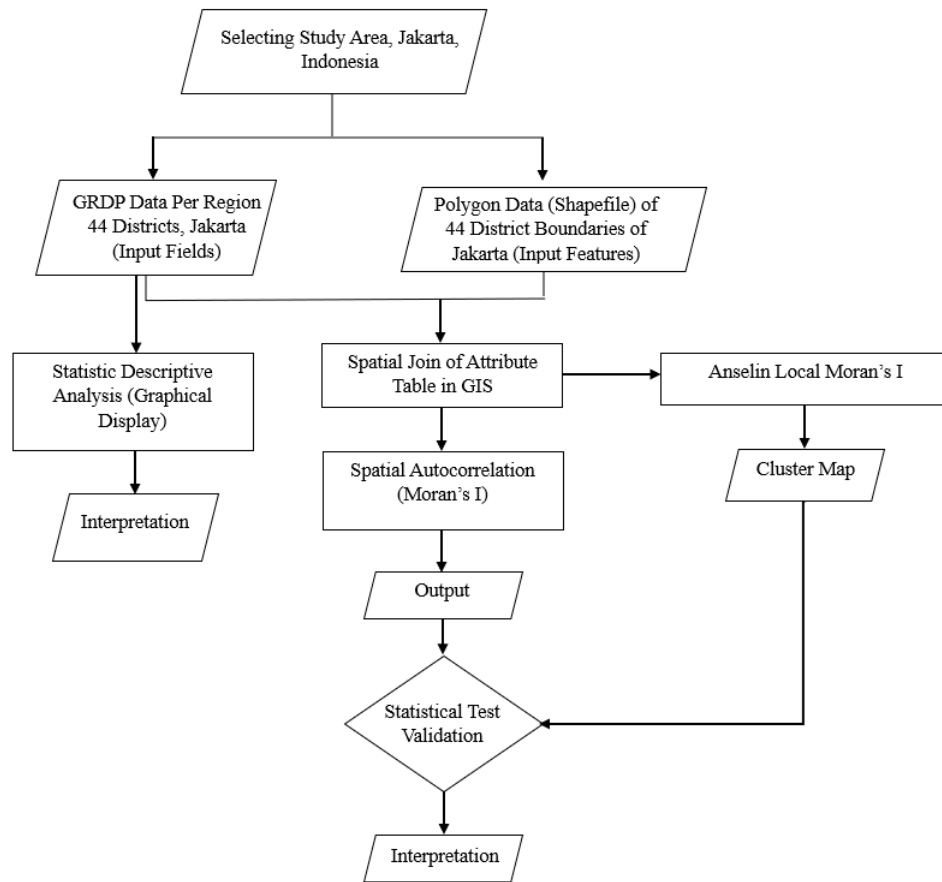 Selecting Study Area, Jakarta,
Indonesia
GRDP Data Per Region
44 Districts, Jakarta
(Input Fields)
Polygon Data (Shapefile) of
44 District Boundaries of
Jakarta (Input Features)
Statistic Descriptive
Analysis (Graphical
Display)
Spatial Join of Attribute
Table in GIS
Anselin Local Moran's I
Spatial Autocorrelation
(Moran's I)
Cluster Map
Interpretation
Output
Statistical Test
Validation
Interpretation